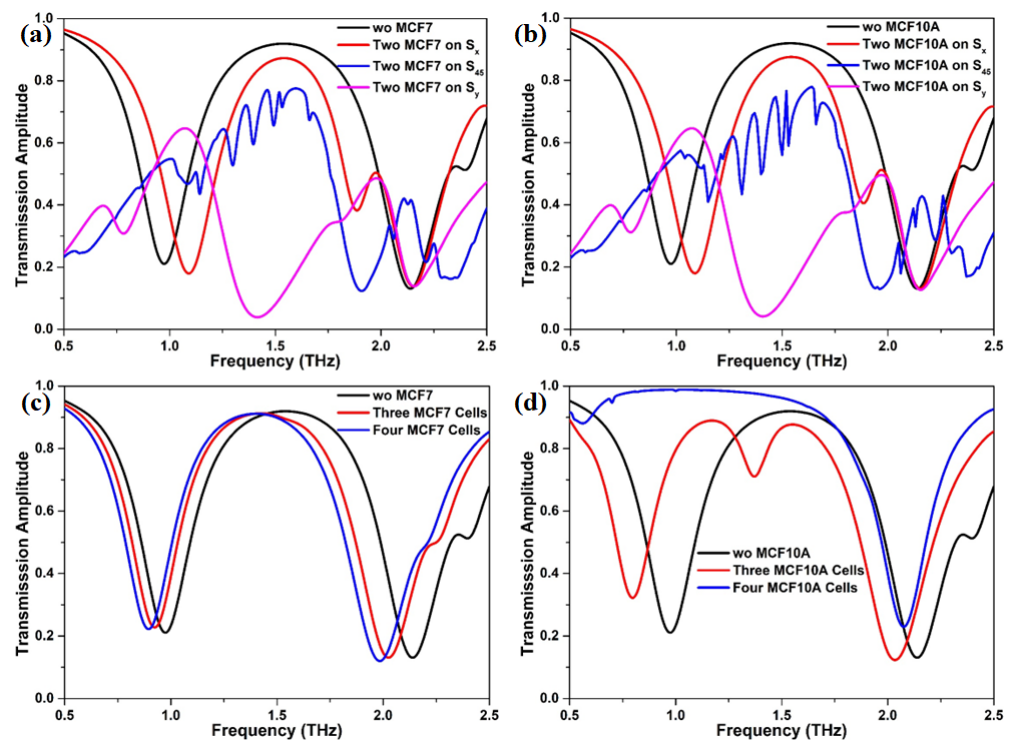 (a)
1.0
0.8
0.6
0.4
0.2
0.0
Transmisssion Amplitude
wo MCF7
Two MCF7 on Sx
Two MCF7 on S45
Two MCF7 on Sy
0.5 1.0 1.5 2.0 2.5
Frequency (THz)
(b)
1.0
0.8
0.6
0.4
0.2
0.0
Transmisssion Amplitude
wo MCF10A
Two MCF10A on Sx
Two MCF10A on S45
Two MCF10A on Sy
0.5 1.0 1.5 2.0 2.5
Frequency (THz)
(c)
1.0
0.8
0.6
0.4
0.2
0.0
Transmisssion Amplitude
wo MCF7
Three MCF7 Cells
Four MCF7 Cells
0.5 1.0 1.5 2.0 2.5
Frequency (THz)
(d)
1.0
0.8
0.6
0.4
0.2
0.0
Transmisssion Amplitude
wo MCF10A
Three MCF10A Cells
Four MCF10A Cells
0.5 1.0 1.5 2.0 2.5
Frequency (THz)